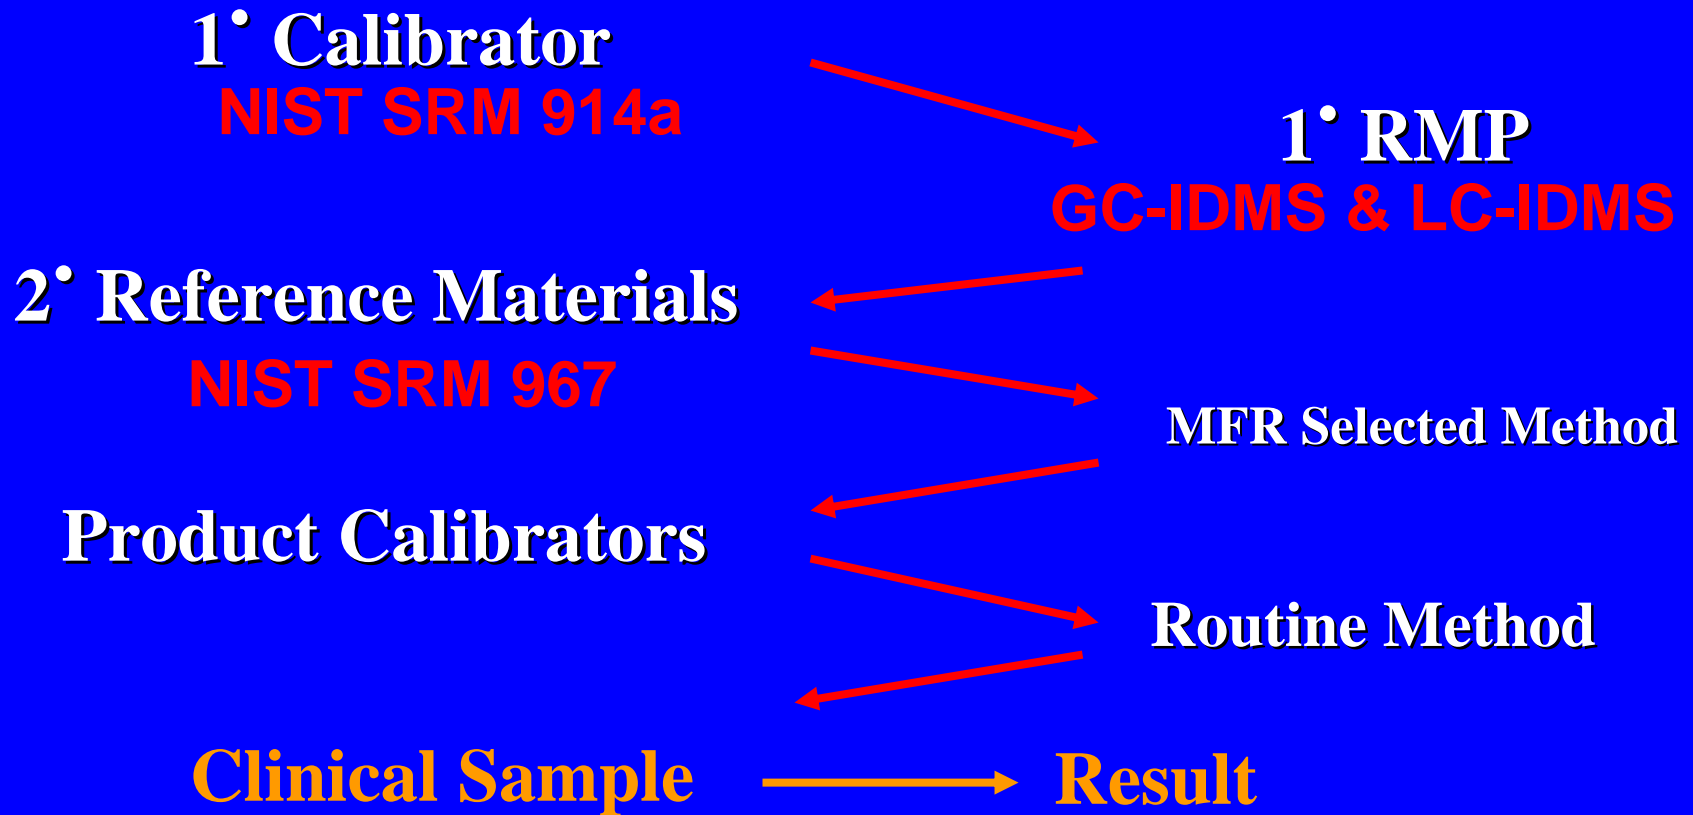 1° Calibrator
NIST SRM 914a
1° RMP
GC-IDMS & LC-IDMS
2° Reference Materials
NIST SRM 967
MFR Selected Method
Product Calibrators
Routine Method
Clinical Sample
Result